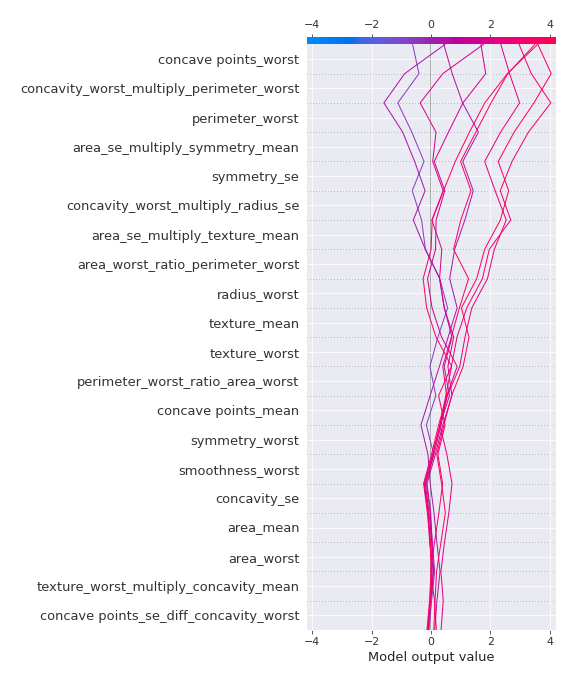 −4 −2 0 2 4
concave points_worst
concavity_worst_multiply_perimeter_worst
perimeter_worst
area_se_multiply_symmetry_mean
symmetry_se
concavity_worst_multiply_radius_se
area_se_multiply_texture_mean
area_worst_ratio_perimeter_worst
radius_worst
texture_mean
texture_worst
perimeter_worst_ratio_area_worst
concave points_mean
symmetry_worst
smoothness_worst
concavity_se
area_mean
area_worst
texture_worst_multiply_concavity_mean
concave points_se_diff_concavity_worst
−4 −2 0 2 4
Model output value